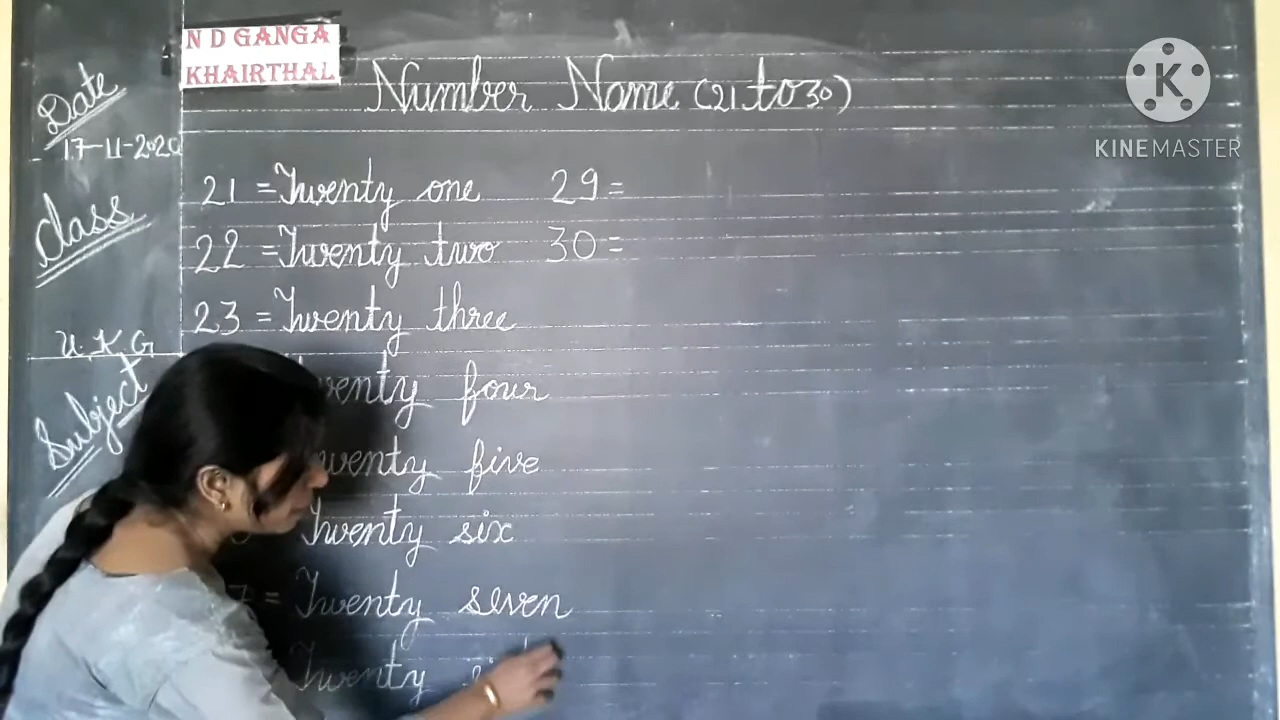 N D GANGA
KHAIRTHAL
Number Name (21 to 30)
Date
17-11-2020
Class
U.K.G
Subject
21 = Twenty one
22 = Twenty two
23 = Twenty three
Twenty four
Twenty five
Twenty six
7 = Twenty seven
Twenty
29 =
30 =
K
KINEMASTER